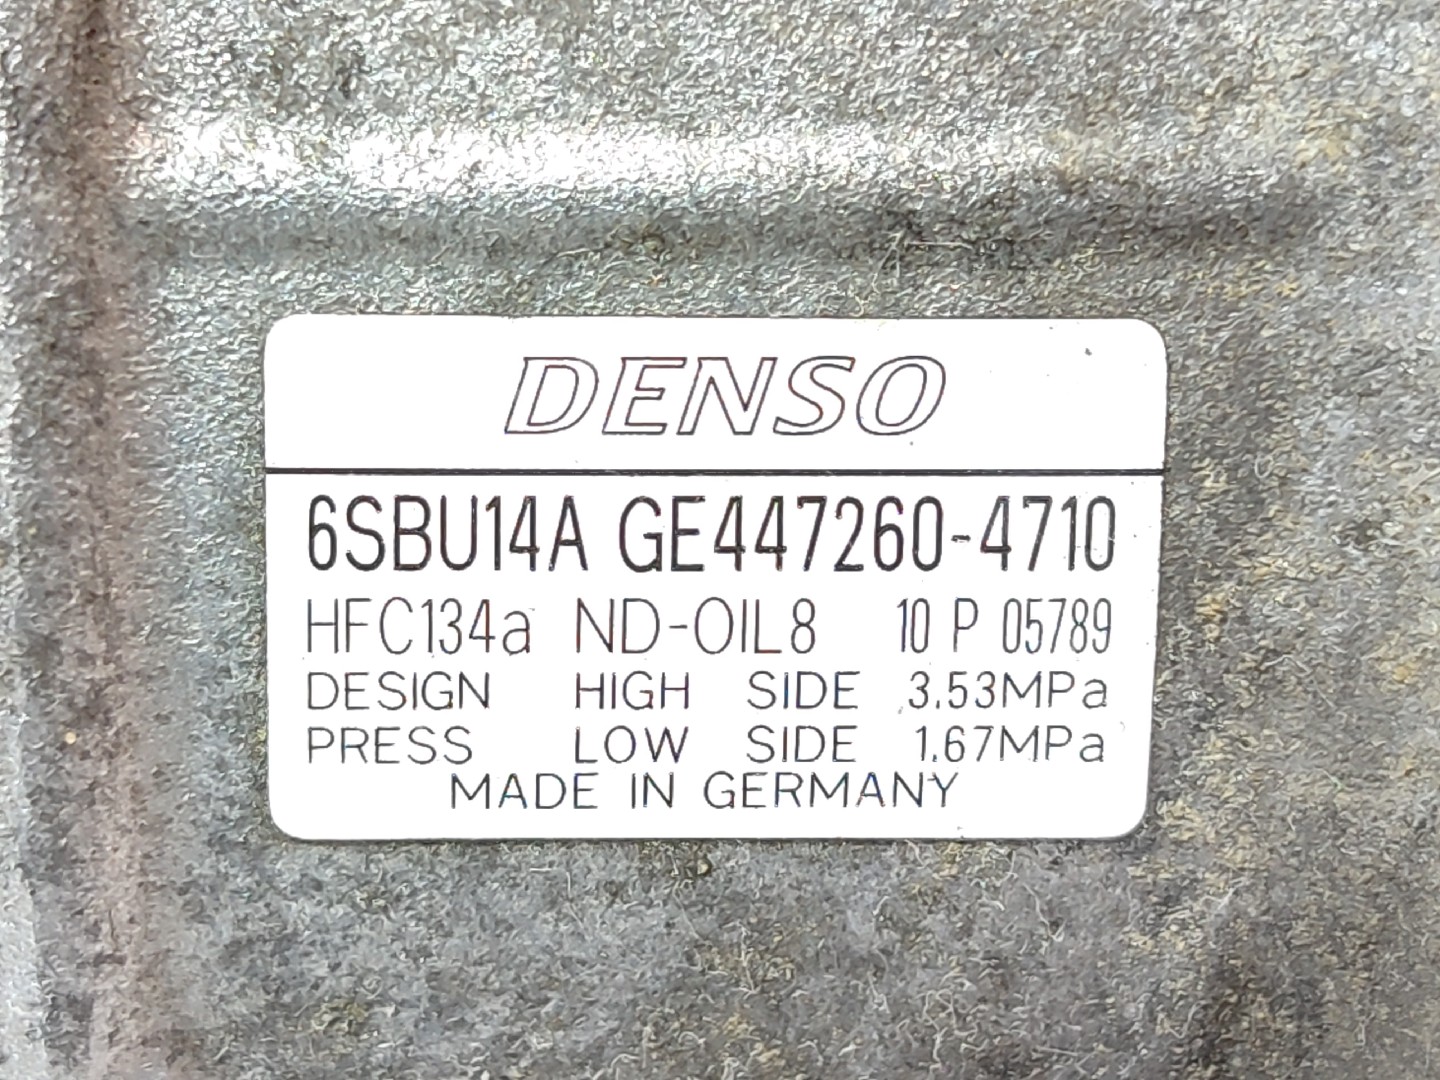 DENSO
6SBU14A GE447260-4710
HFC134a ND-OIL8 10 P 05789
DESIGN HIGH SIDE 3.53MPa
PRESS LOW SIDE 1.67MPa
MADE IN GERMANY